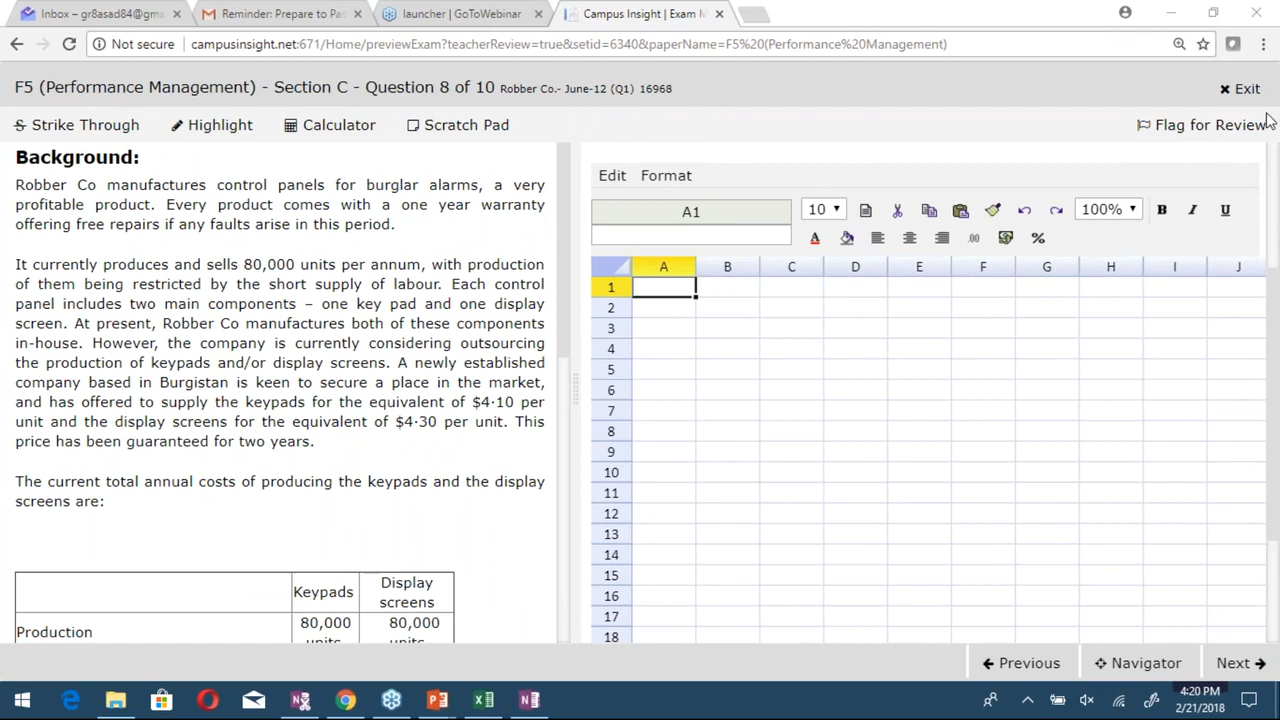 Inbox – gr8asad84@gma
Reminder: Prepare to Pa
launcher | GoToWebinar
Campus Insight | Exam M
Not secure
campusinsight.net:671/Home/previewExam?teacherReview=true&setid=6340&paperName=F5%20(Performance%20Management)
F5 (Performance Management) - Section C - Question 8 of 10 Robber Co.- June-12 (Q1) 16968
Exit
Strike Through
Highlight
Calculator
Scratch Pad
Flag for Review
Background:
Robber Co manufactures control panels for burglar alarms, a very
profitable product. Every product comes with a one year warranty
offering free repairs if any faults arise in this period.
It currently produces and sells 80,000 units per annum, with production
of them being restricted by the short supply of labour. Each control
panel includes two main components – one key pad and one display
screen. At present, Robber Co manufactures both of these components
in-house. However, the company is currently considering outsourcing
the production of keypads and/or display screens. A newly established
company based in Burgistan is keen to secure a place in the market,
and has offered to supply the keypads for the equivalent of $4·10 per
unit and the display screens for the equivalent of $4·30 per unit. This
price has been guaranteed for two years.
The current total annual costs of producing the keypads and the display
screens are:
Keypads
Display
screens
Production
80,000
units
80,000
units
Edit Format
A1
10
100%
B I U
A
.00
%
A B C D E F G H I J
1
2
3
4
5
6
7
8
9
10
11
12
13
14
15
16
17
18
Previous
Navigator
Next
4:20 PM
2/21/2018